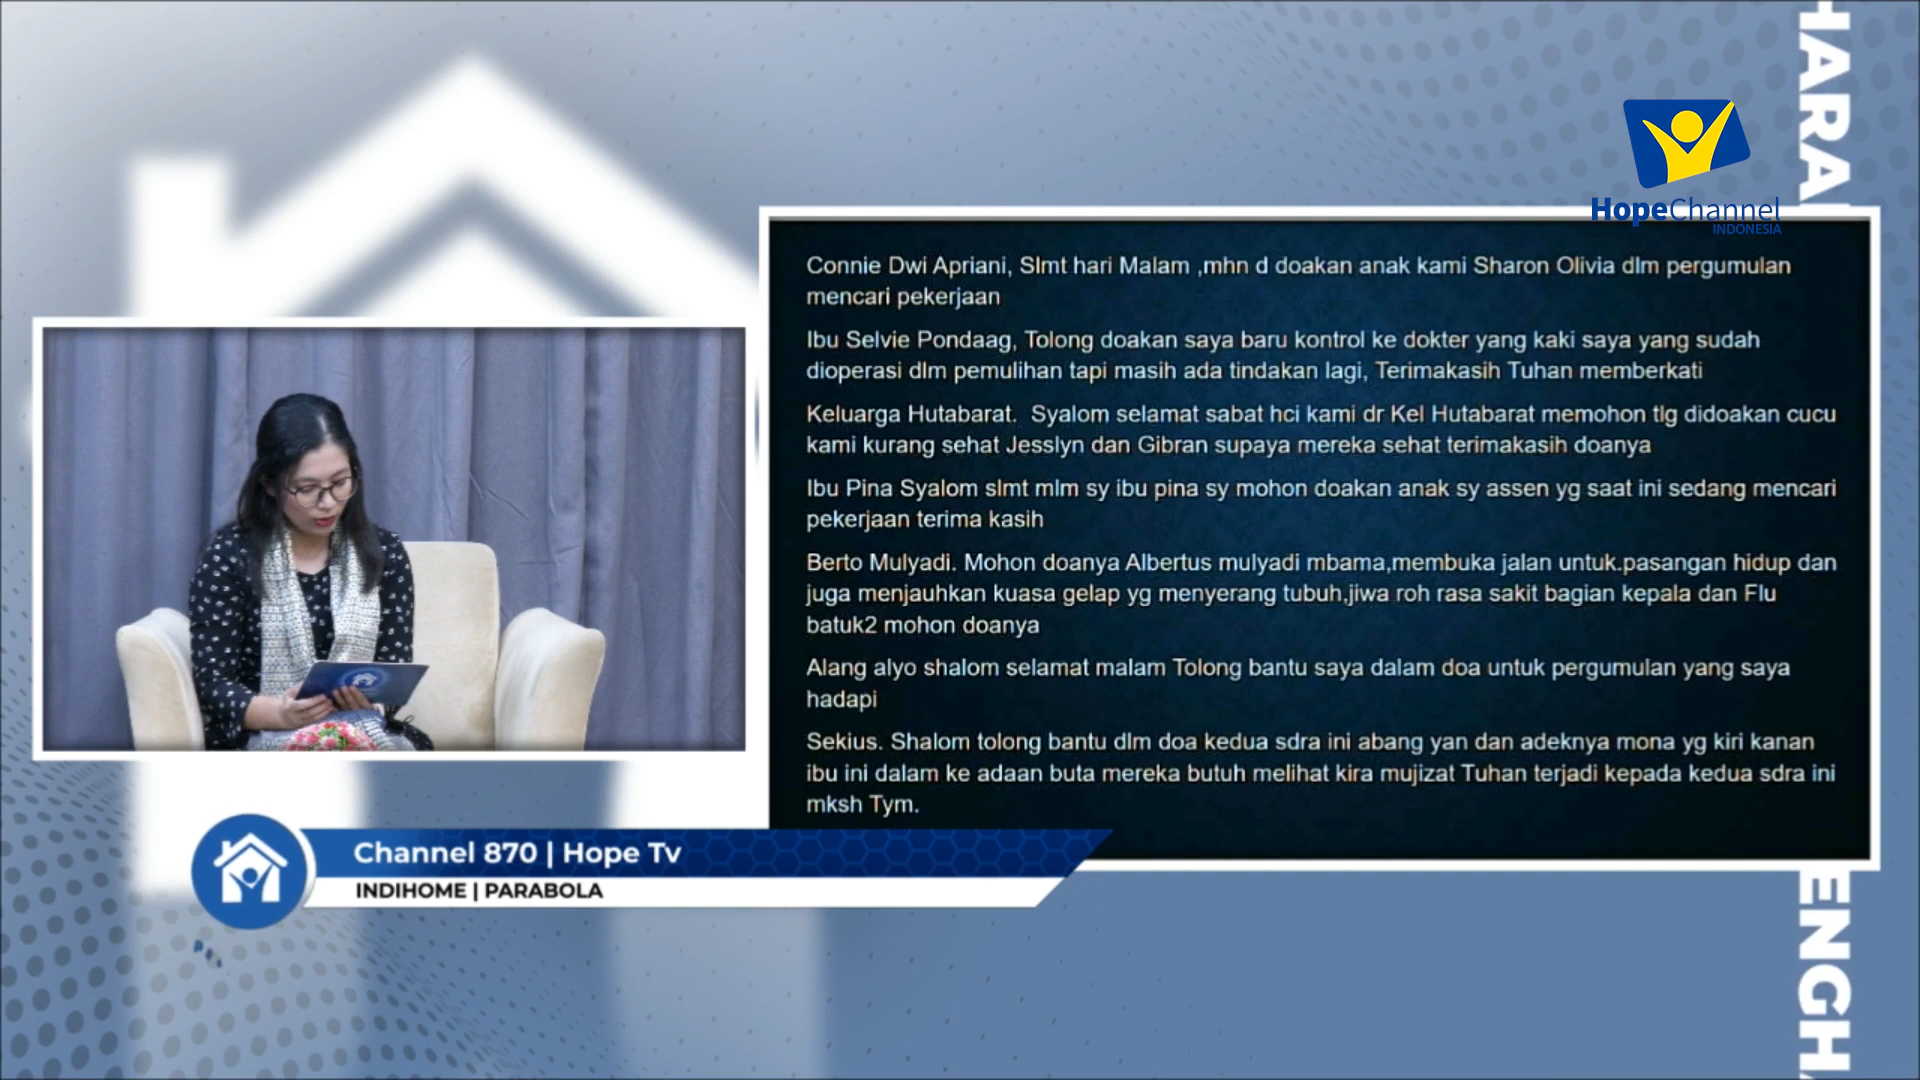 HARA
HopeChannel
INDONESIA
Connie Dwi Apriani, Slmt hari Malam ,mhn d doakan anak kami Sharon Olivia dlm pergumulan
mencari pekerjaan
Ibu Selvie Pondaag, Tolong doakan saya baru kontrol ke dokter yang kaki saya yang sudah
dioperasi dlm pemulihan tapi masih ada tindakan lagi, Terimakasih Tuhan memberkati
Keluarga Hutabarat.  Syalom selamat sabat hci kami dr Kel Hutabarat memohon tlg didoakan cucu
kami kurang sehat Jesslyn dan Gibran supaya mereka sehat terimakasih doanya
Ibu Pina Syalom slmt mlm sy ibu pina sy mohon doakan anak sy assen yg saat ini sedang mencari
pekerjaan terima kasih
Berto Mulyadi. Mohon doanya Albertus mulyadi mbama,membuka jalan untuk.pasangan hidup dan
juga menjauhkan kuasa gelap yg menyerang tubuh,jiwa roh rasa sakit bagian kepala dan Flu
batuk2 mohon doanya
Alang alyo shalom selamat malam Tolong bantu saya dalam doa untuk pergumulan yang saya
hadapi
Sekius. Shalom tolong bantu dlm doa kedua sdra ini abang yan dan adeknya mona yg kiri kanan
ibu ini dalam ke adaan buta mereka butuh melihat kira mujizat Tuhan terjadi kepada kedua sdra ini
mksh Tym.
Channel 870 | Hope Tv
INDIHOME | PARABOLA
ENGH